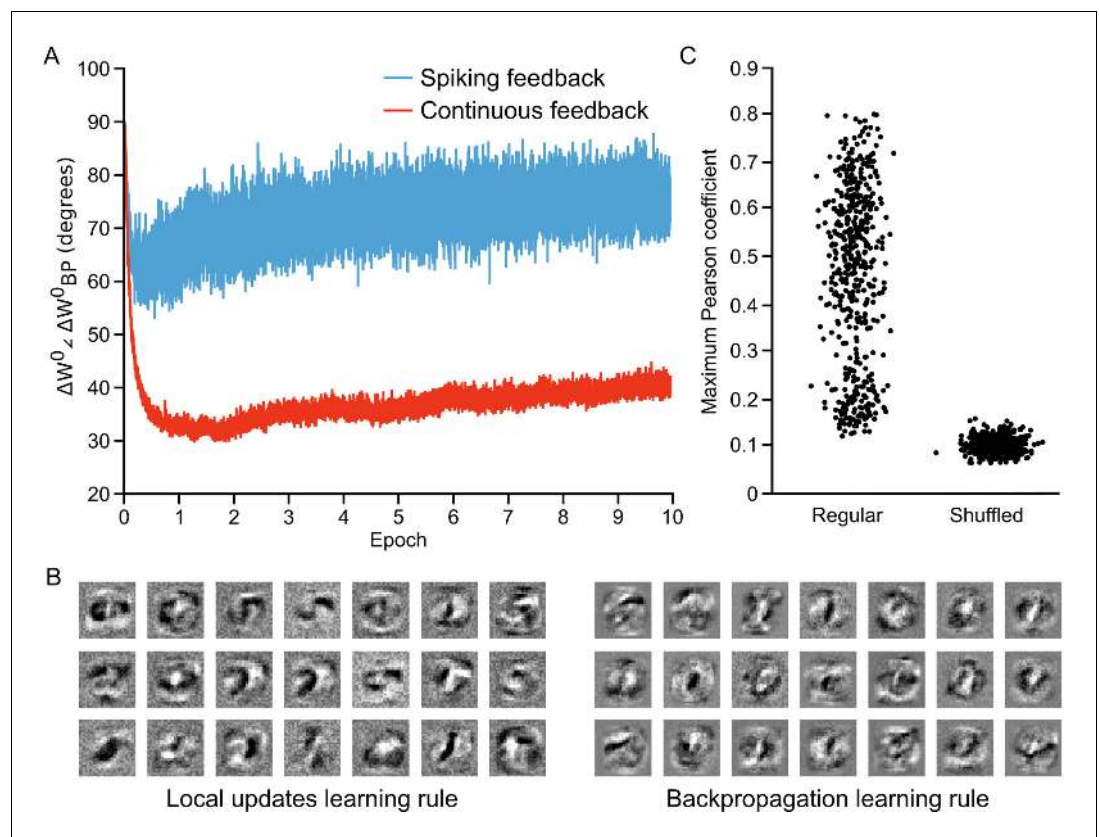 A
100
90
80
70
60
50
40
30
20
ΔW⁰∠ ΔW⁰BP (degrees)
Spiking feedback
Continuous feedback
0 1 2 3 4 5 6 7 8 9 10
Epoch
C
0.9
0.8
0.7
0.6
0.5
0.4
0.3
0.2
0.1
0
Maximum Pearson coefficient
Regular Shuffled
B
Local updates learning rule
Backpropagation learning rule